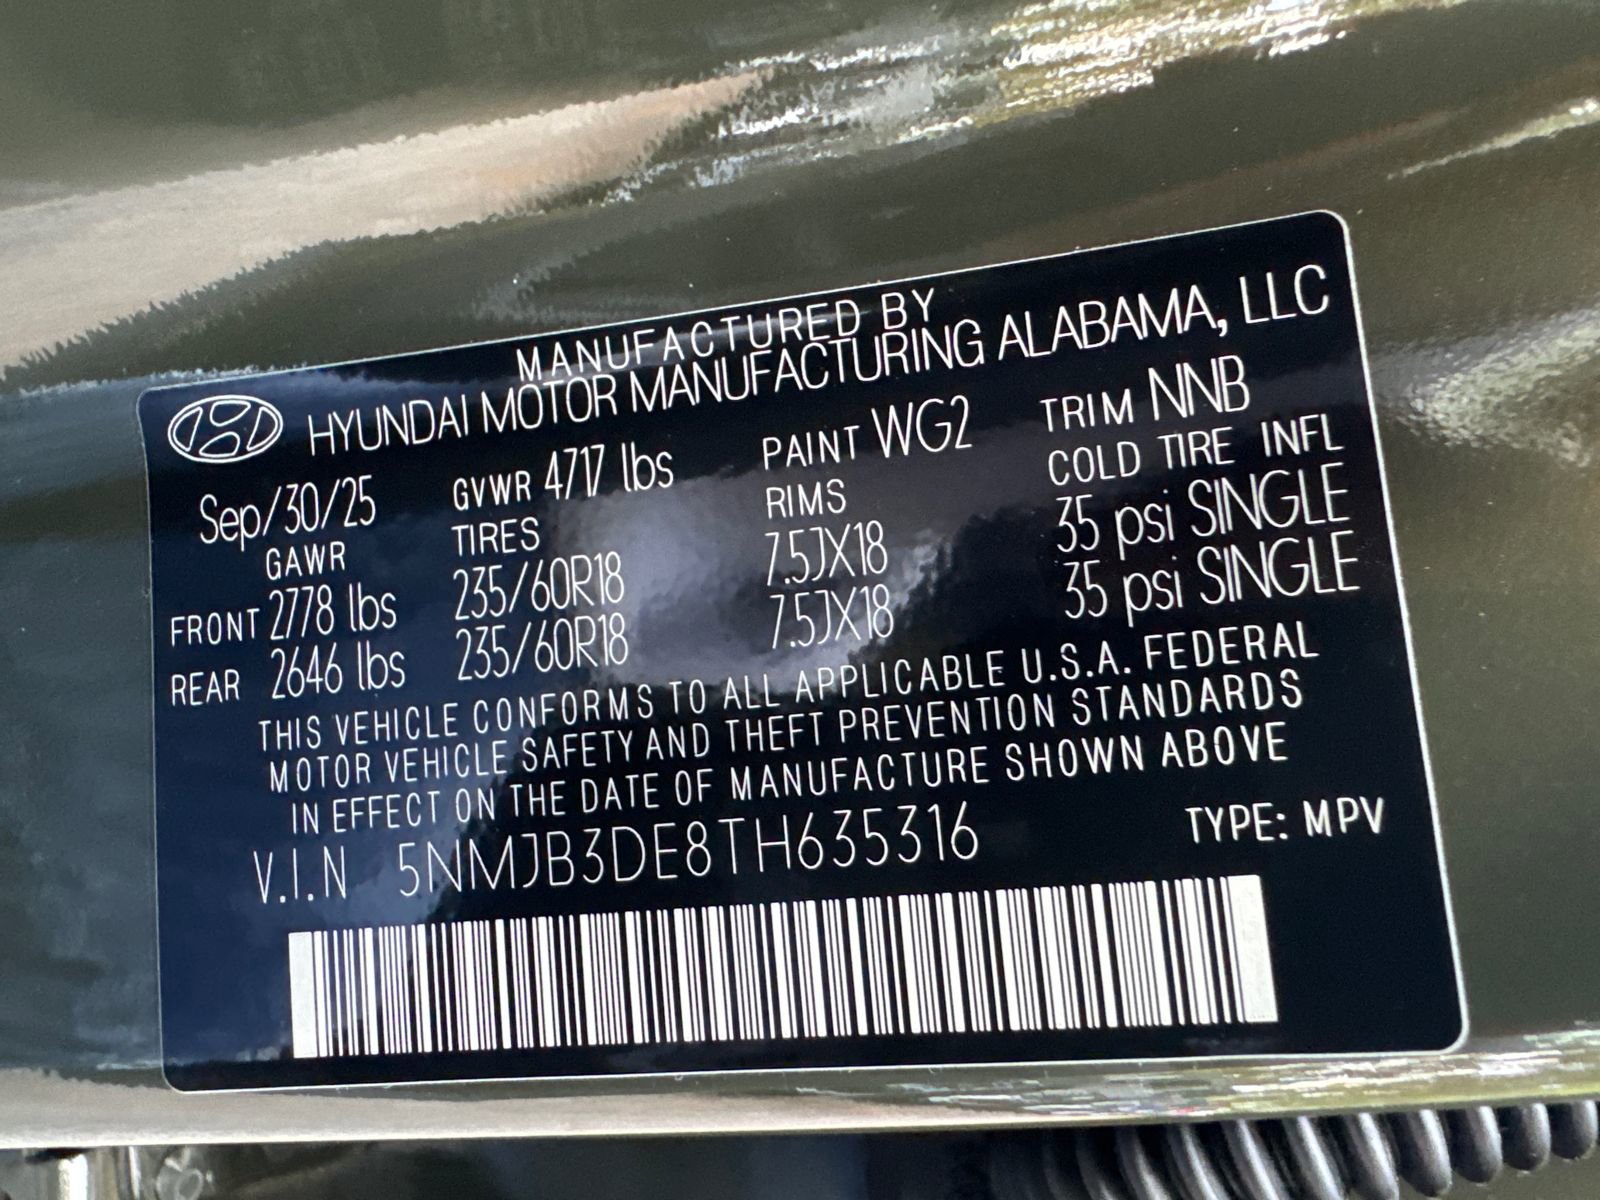 MANUFACTURED BY
HYUNDAI MOTOR MANUFACTURING ALABAMA, LLC
Sep/30/25 GVWR 4717 lbs PAINT WG2 TRIM NNB
GAWR TIRES RIMS COLD TIRE INFL
FRONT 2778 lbs 235/60R18 7.5JX18 35 psi SINGLE
REAR 2646 lbs 235/60R18 7.5JX18 35 psi SINGLE
THIS VEHICLE CONFORMS TO ALL APPLICABLE U.S.A. FEDERAL
MOTOR VEHICLE SAFETY AND THEFT PREVENTION STANDARDS
IN EFFECT ON THE DATE OF MANUFACTURE SHOWN ABOVE
V.I.N 5NMJB3DE8TH635316 TYPE: MPV